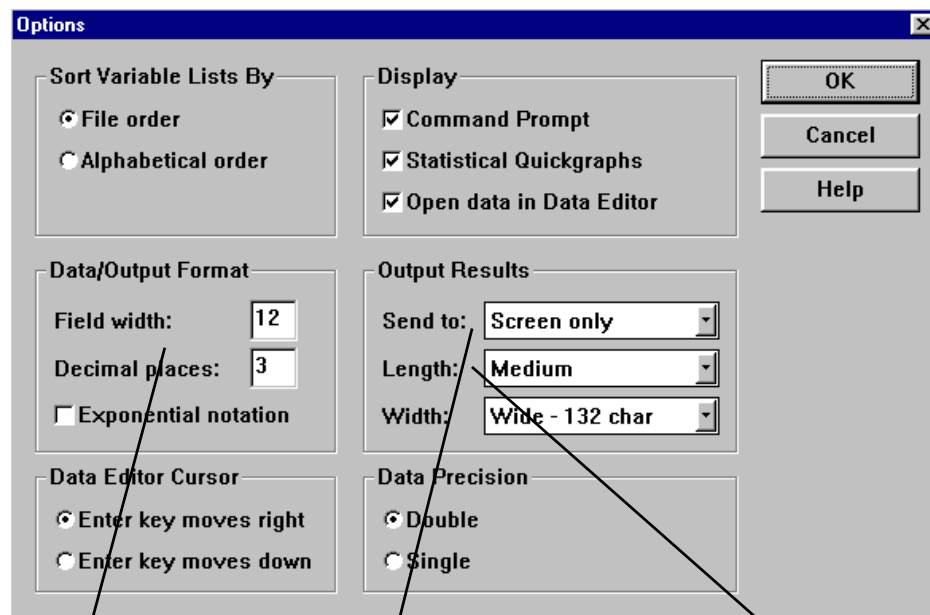 Options
Sort Variable Lists By
File order
Alphabetical order
Display
Command Prompt
Statistical Quickgraphs
Open data in Data Editor
OK
Cancel
Help
Data/Output Format
Field width: 12
Decimal places: 3
Exponential notation
Output Results
Send to: Screen only
Length: Medium
Width: Wide - 132 char
Data Editor Cursor
Enter key moves right
Enter key moves down
Data Precision
Double
Single